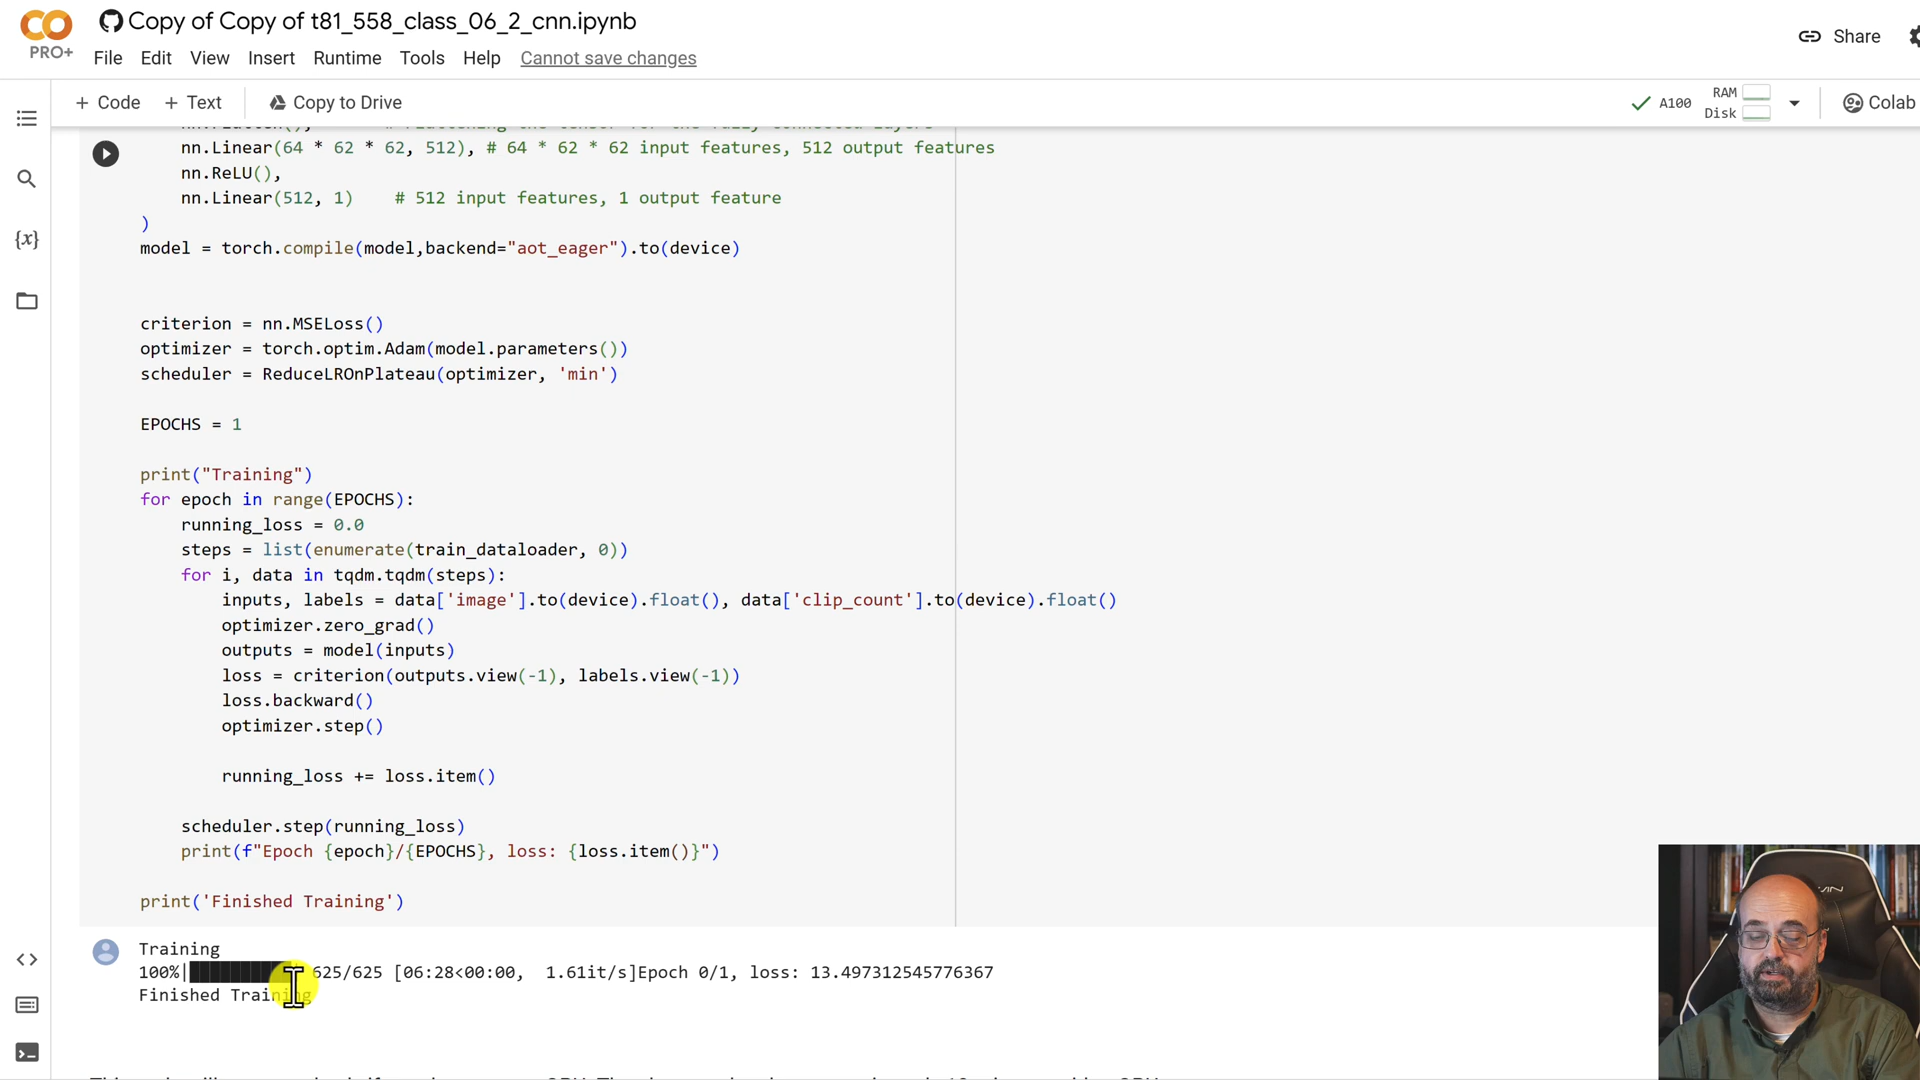 Copy of Copy of t81_558_class_06_2_cnn.ipynb
PRO+
File Edit View Insert Runtime Tools Help Cannot save changes
Share
+ Code + Text Copy to Drive
A100 RAM Disk
Colab
nn.Linear(64 * 62 * 62, 512), # 64 * 62 * 62 input features, 512 output features
nn.ReLU(),
nn.Linear(512, 1) # 512 input features, 1 output feature
)
model = torch.compile(model,backend="aot_eager").to(device)
criterion = nn.MSELoss()
optimizer = torch.optim.Adam(model.parameters())
scheduler = ReduceLROnPlateau(optimizer, 'min')
EPOCHS = 1
print("Training")
for epoch in range(EPOCHS):
running_loss = 0.0
steps = list(enumerate(train_dataloader, 0))
for i, data in tqdm.tqdm(steps):
inputs, labels = data['image'].to(device).float(), data['clip_count'].to(device).float()
optimizer.zero_grad()
outputs = model(inputs)
loss = criterion(outputs.view(-1), labels.view(-1))
loss.backward()
optimizer.step()
running_loss += loss.item()
scheduler.step(running_loss)
print(f"Epoch {epoch}/{EPOCHS}, loss: {loss.item()}")
print('Finished Training')
Training
100%| 625/625 [06:28<00:00, 1.61it/s]Epoch 0/1, loss: 13.497312545776367
Finished Training